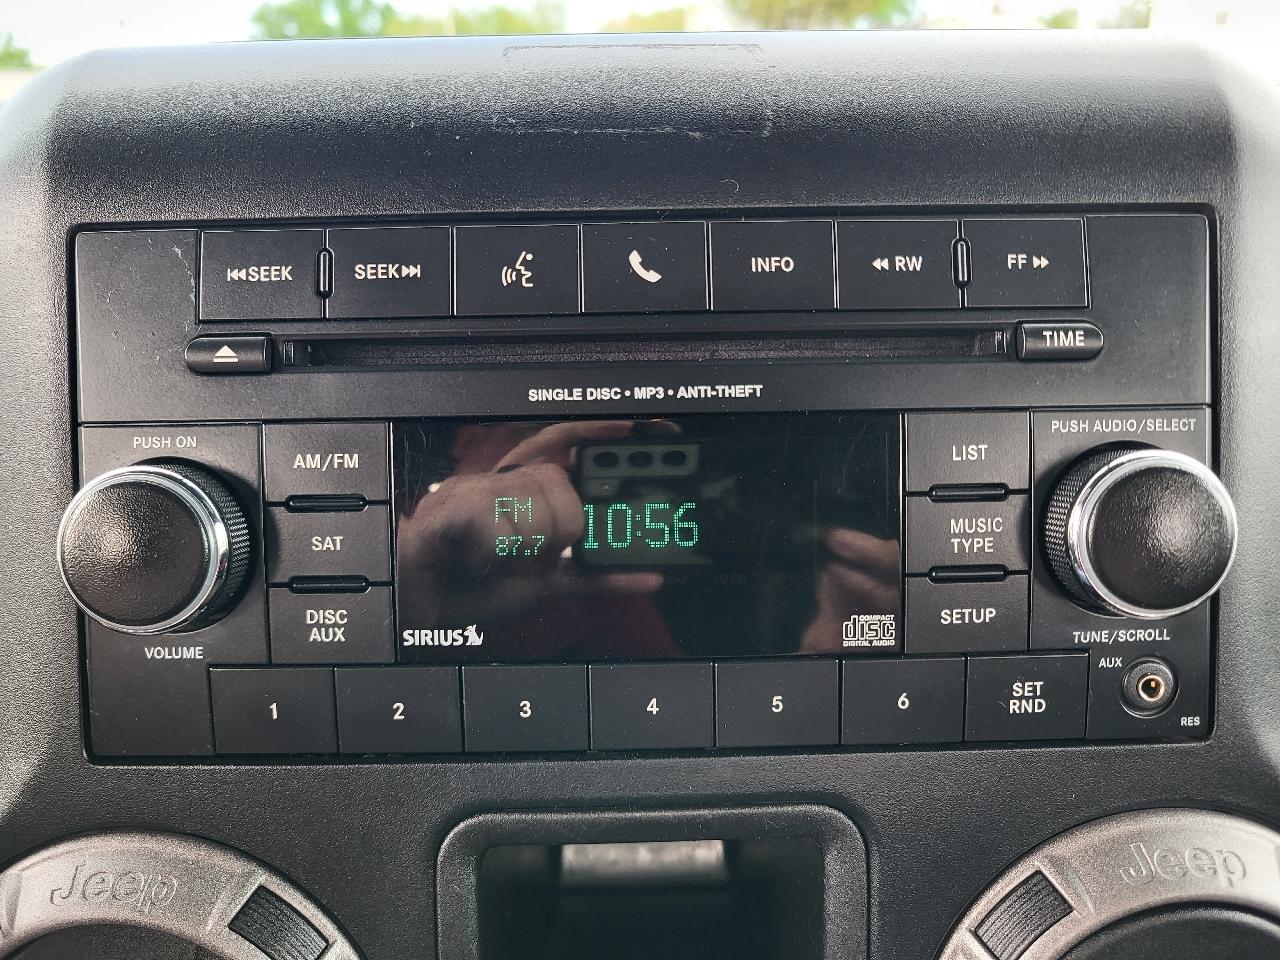 SEEK
SEEK
INFO
RW
FF
TIME
SINGLE DISC • MP3 • ANTI-THEFT
PUSH ON
AM/FM
SAT
DISC
AUX
VOLUME
FM
87.7
10:56
SIRIUS
COMPACT
disc
DIGITAL AUDIO
LIST
MUSIC
TYPE
SETUP
PUSH AUDIO/SELECT
TUNE/SCROLL
AUX
RES
1
2
3
4
5
6
SET
RND
Jeep
Jeep